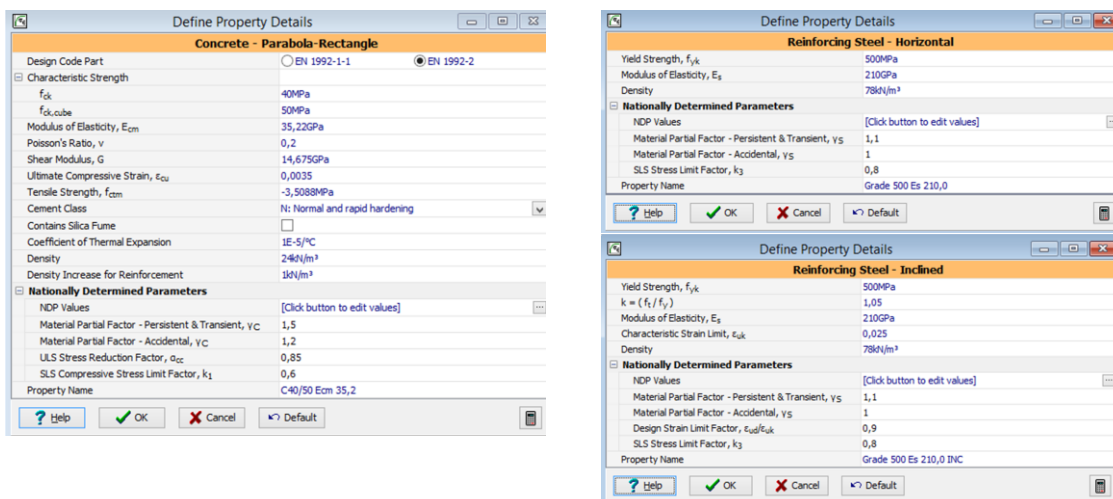 Define Property Details
Concrete - Parabola-Rectangle
Design Code Part EN 1992-1-1 EN 1992-2
Characteristic Strength
fck 40MPa
fck,cube 50MPa
Modulus of Elasticity, Ecm 35,22GPa
Poisson's Ratio, ν 0,2
Shear Modulus, G 14,675GPa
Ultimate Compressive Strain, εcu 0,0035
Tensile Strength, fctm -3,5088MPa
Cement Class N: Normal and rapid hardening
Contains Silica Fume
Coefficient of Thermal Expansion 1E-5/°C
Density 24kN/m³
Density Increase for Reinforcement 1kN/m³
Nationally Determined Parameters
NDP Values [Click button to edit values] ...
Material Partial Factor - Persistent & Transient, γC 1,5
Material Partial Factor - Accidental, γC 1,2
ULS Stress Reduction Factor, αcc 0,85
SLS Compressive Stress Limit Factor, k1 0,6
Property Name C40/50 Ecm 35,2
? Help OK Cancel Default
Define Property Details
Reinforcing Steel - Horizontal
Yield Strength, fyk 500MPa
Modulus of Elasticity, Es 210GPa
Density 78kN/m³
Nationally Determined Parameters
NDP Values [Click button to edit values]
Material Partial Factor - Persistent & Transient, γS 1,1
Material Partial Factor - Accidental, γS 1
SLS Stress Limit Factor, k3 0,8
Property Name Grade 500 Es 210,0
? Help OK Cancel Default
Define Property Details
Reinforcing Steel - Inclined
Yield Strength, fyk 500MPa
k = ( ft / fy ) 1,05
Modulus of Elasticity, Es 210GPa
Characteristic Strain Limit, εuk 0,025
Density 78kN/m³
Nationally Determined Parameters
NDP Values [Click button to edit values] ...
Material Partial Factor - Persistent & Transient, γS 1,1
Material Partial Factor - Accidental, γS 1
Design Strain Limit Factor, εud/εuk 0,9
SLS Stress Limit Factor, k3 0,8
Property Name Grade 500 Es 210,0 INC
? Help OK Cancel Default